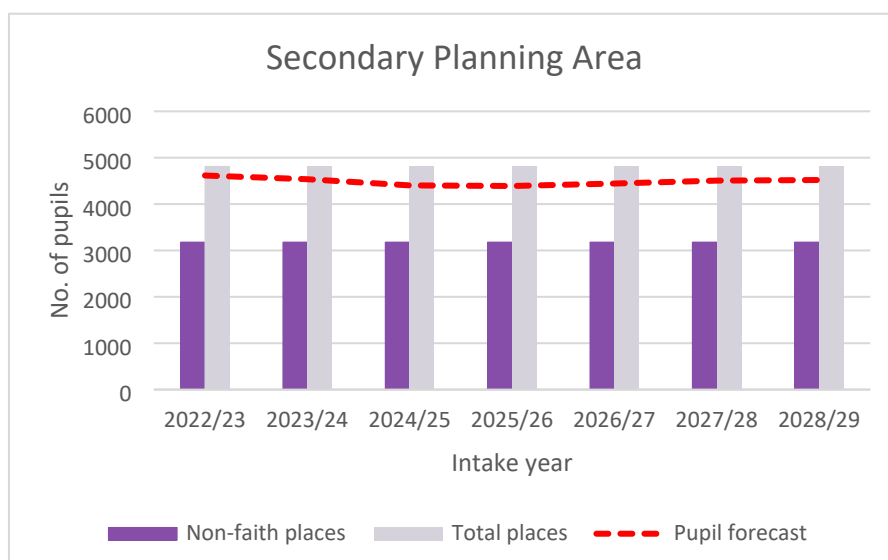 Secondary Planning Area
6000
5000
4000
3000
2000
1000
0
No. of pupils
2022/23 2023/24 2024/25 2025/26 2026/27 2027/28 2028/29
Intake year
Non-faith places Total places Pupil forecast